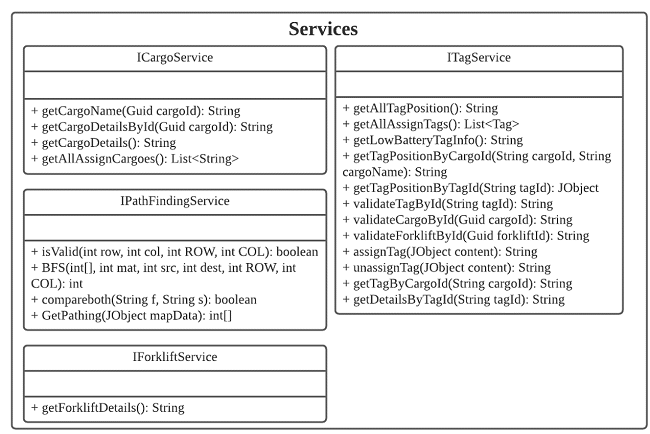 Services
ICargoService
+ getCargoName(Guid cargoId): String
+ getCargoDetailsById(Guid cargoId): String
+ getCargoDetails(): String
+ getAllAssignCargoes(): List<String>
IPathFindingService
+ isValid(int row, int col, int ROW, int COL): boolean
+ BFS(int[], int mat, int src, int dest, int ROW, int
COL): int
+ compareboth(String f, String s): boolean
+ GetPathing(JObject mapData): int[]
IForkliftService
+ getForkliftDetails(): String
ITagService
+ getAllTagPosition(): String
+ getAllAssignTags(): List<Tag>
+ getLowBatteryTagInfo(): String
+ getTagPositionByCargoId(String cargoId, String
cargoName): String
+ getTagPositionByTagId(String tagId): JObject
+ validateTagById(String tagId): String
+ validateCargoById(Guid cargoId): String
+ validateForkliftById(Guid forkliftId): String
+ assignTag(JObject content): String
+ unassignTag(JObject content): String
+ getTagByCargoId(String cargoId): String
+ getDetailsByTagId(String tagId): String